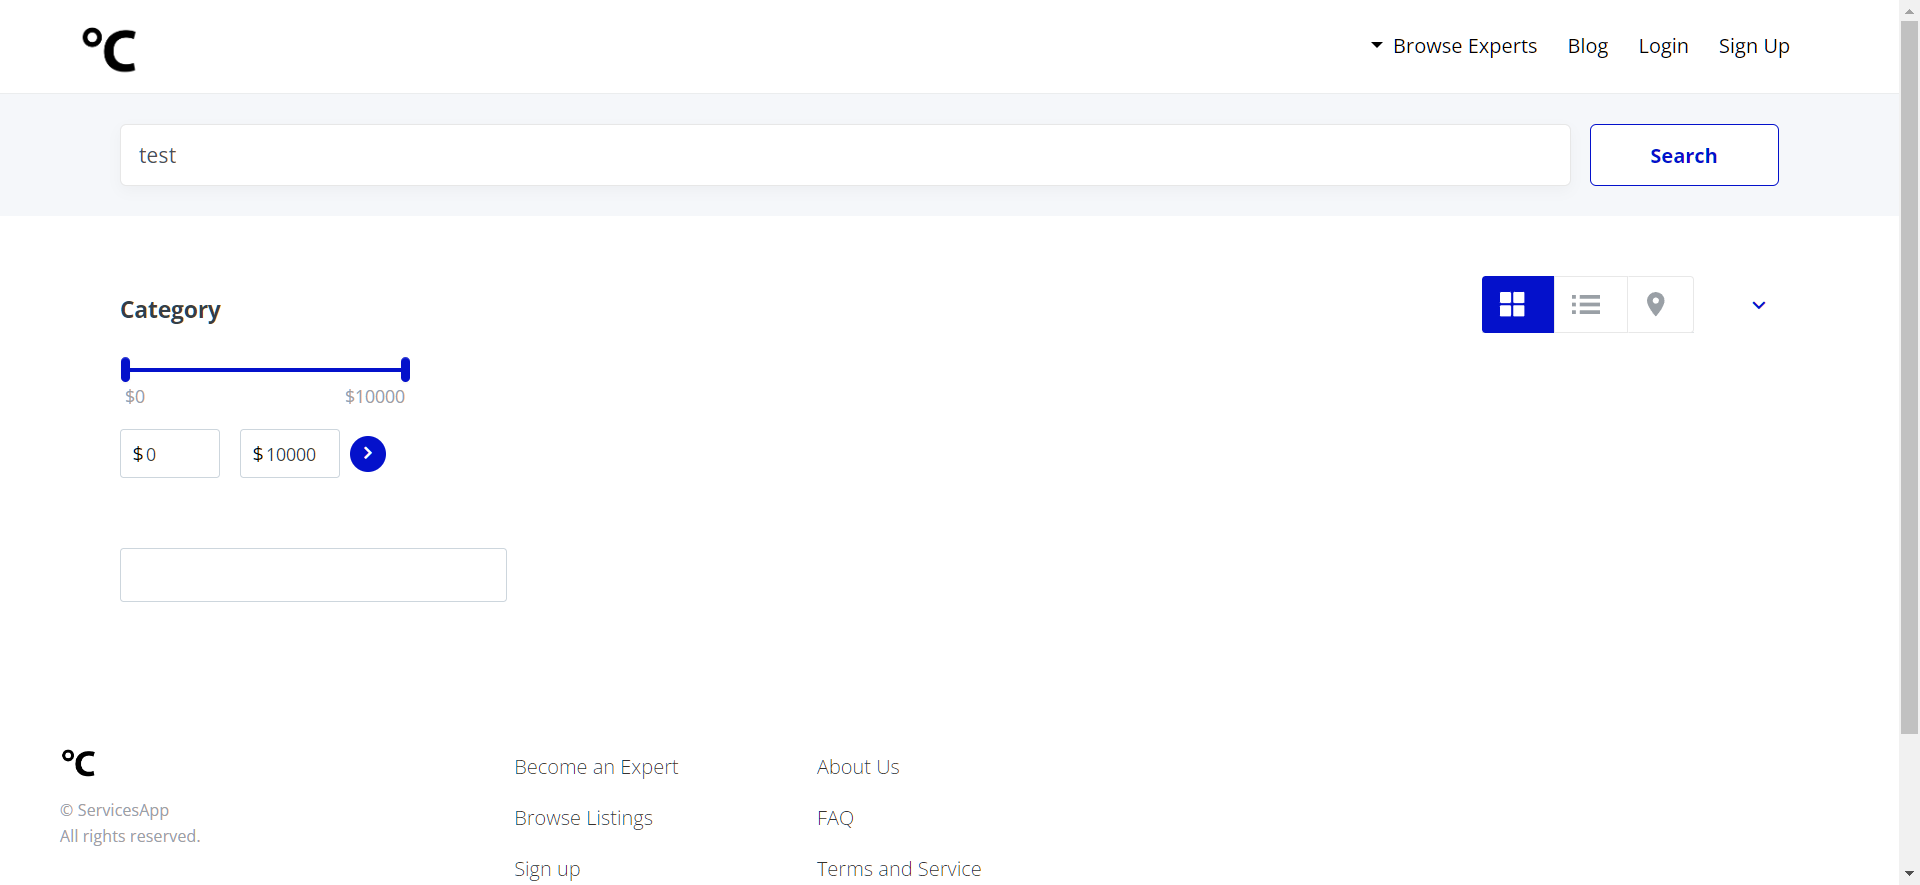 °C
Browse Experts Blog Login Sign Up
test Search
Category
$0 $10000
$ 0 $ 10000
°C
Become an Expert About Us
© ServicesApp
Browse Listings FAQ
All rights reserved.
Sign up Terms and Service